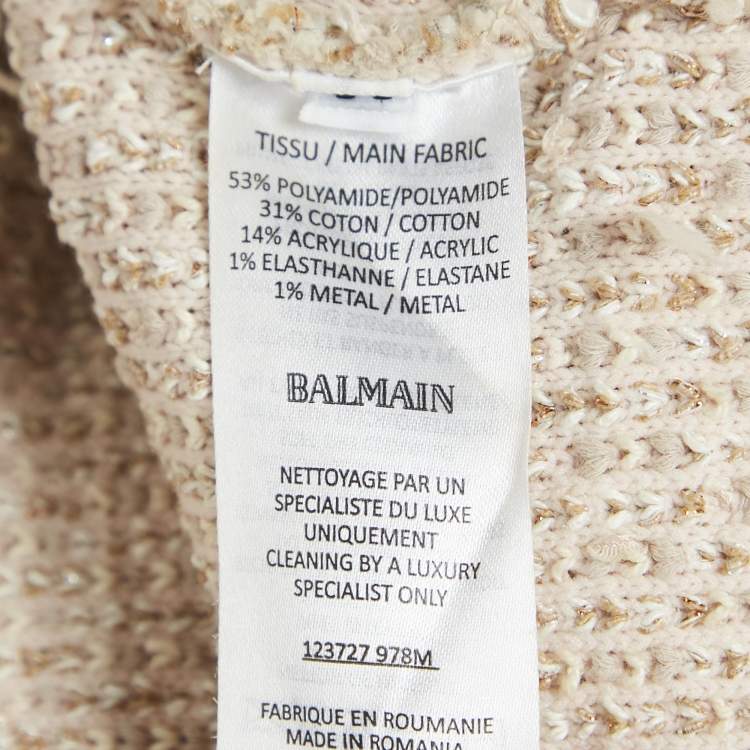 TISSU / MAIN FABRIC
53% POLYAMIDE/POLYAMIDE
31% COTON / COTTON
14% ACRYLIQUE / ACRYLIC
1% ELASTHANNE / ELASTANE
1% METAL / METAL
BALMAIN
NETTOYAGE PAR UN
SPECIALISTE DU LUXE
UNIQUEMENT
CLEANING BY A LUXURY
SPECIALIST ONLY
123727 978M
FABRIQUE EN ROUMANIE
MADE IN ROMANIA